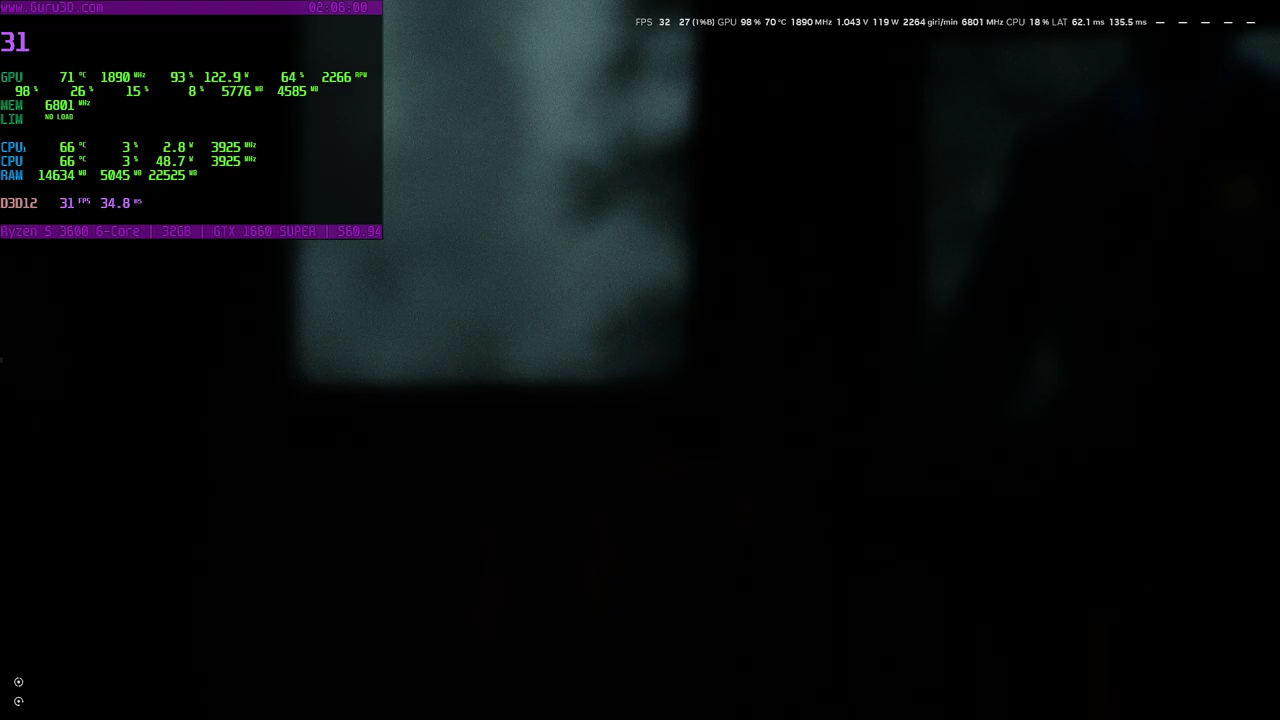 www.Guru3D.com 02:06:00
31
GPU 71 °C 1890 MHz 93 % 122.9 W 64 % 2266 RPM
98 % 26 % 15 % 8 % 5776 MB 4585 MB
MEM 6801 MHz
LIM NO LOAD
CPU1 66 °C 3 % 2.8 W 3925 MHz
CPU 66 °C 3 % 48.7 W 3925 MHz
RAM 14634 MB 5045 MB 22525 MB
D3D12 31 FPS 34.8 ms
Ryzen 5 3600 6-Core | 32GB | GTX 1660 SUPER | 560.94
FPS 32 27 (1%B) GPU 98 % 70 °C 1890 MHz 1.043 V 119 W 2264 giri/min 6801 MHz CPU 18 % LAT 62.1 ms 135.5 ms — — — — —